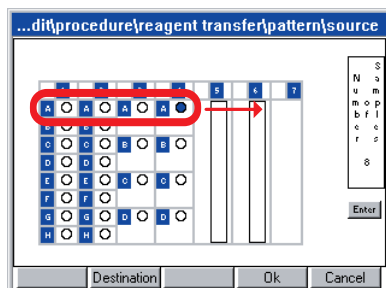 ...dit\procedure\reagent transfer\pattern\source
5 6 7
A A A A
B B
C C B B
D D
E E C C
F F
G G D D
H H
Number of Samples
8
Enter
Destination Ok Cancel